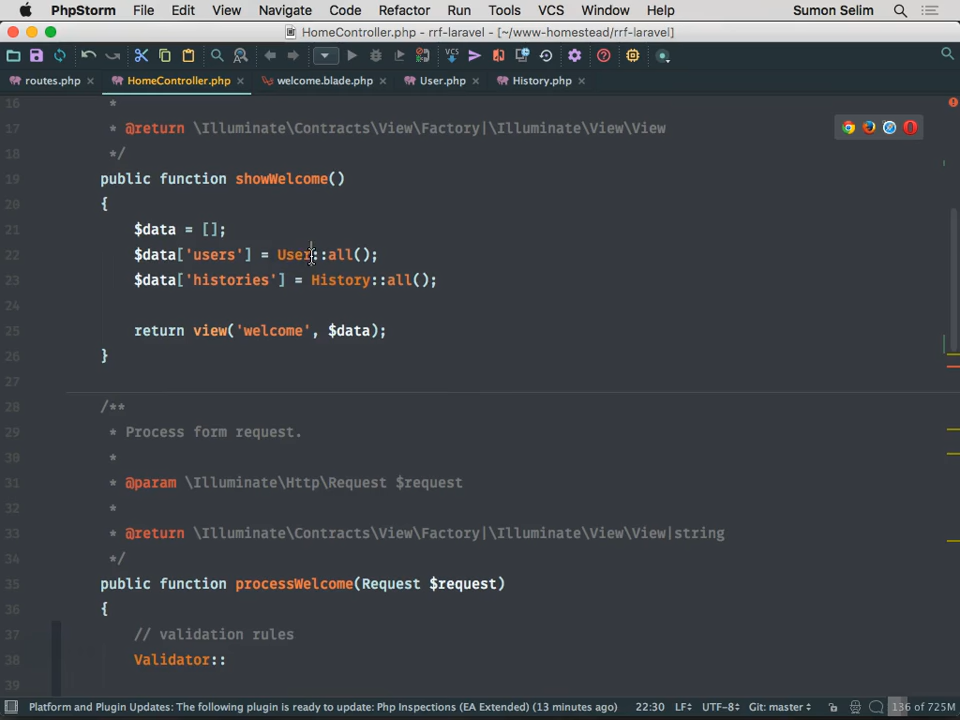 PhpStorm File Edit View Navigate Code Refactor Run Tools VCS Window Help Sumon Selim
HomeController.php - rrf-laravel - [~/www-homestead/rrf-laravel]
routes.php HomeController.php welcome.blade.php User.php History.php
16 *
17 * @return \Illuminate\Contracts\View\Factory|\Illuminate\View\View
18 */
19 public function showWelcome()
20 {
21 $data = [];
22 $data['users'] = User::all();
23 $data['histories'] = History::all();
24
25 return view('welcome', $data);
26 }
27
28 /**
29 * Process form request.
30 *
31 * @param \Illuminate\Http\Request $request
32 *
33 * @return \Illuminate\Contracts\View\Factory|\Illuminate\View\View|string
34 */
35 public function processWelcome(Request $request)
36 {
37 // validation rules
38 Validator::
39
Platform and Plugin Updates: The following plugin is ready to update: Php Inspections (EA Extended) (13 minutes ago) 22:30 LF÷ UTF-8÷ Git: master÷ 136 of 725M